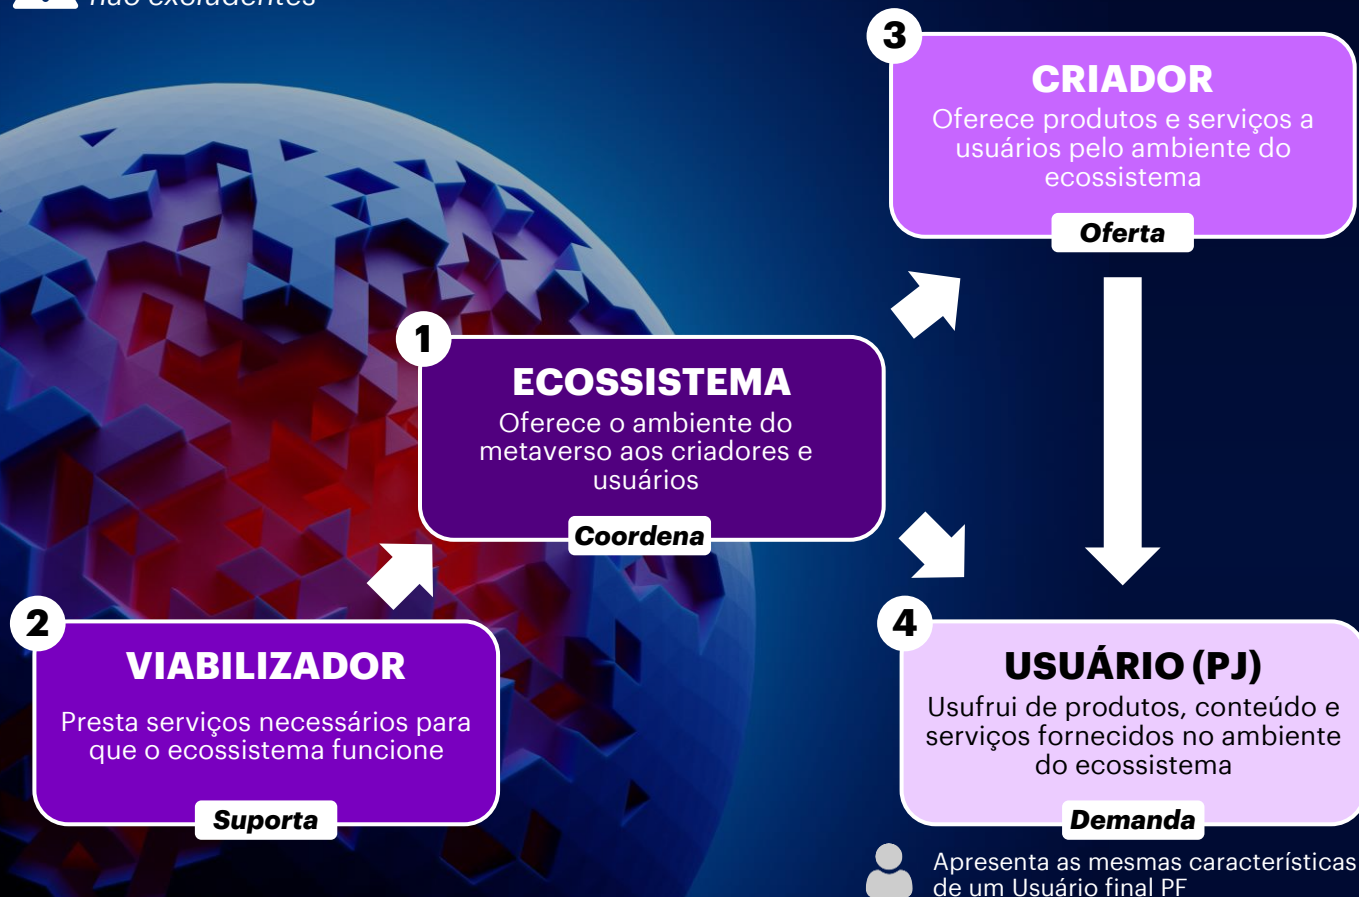 não excludentes
3
CRIADOR
Oferece produtos e serviços a
usuários pelo ambiente do
ecossistema
Oferta
1
ECOSSISTEMA
Oferece o ambiente do
metaverso aos criadores e
usuários
Coordena
2
VIABILIZADOR
Presta serviços necessários para
que o ecossistema funcione
Suporta
4
USUÁRIO (PJ)
Usufrui de produtos, conteúdo e
serviços fornecidos no ambiente
do ecossistema
Demanda
Apresenta as mesmas características
de um Usuário final PF